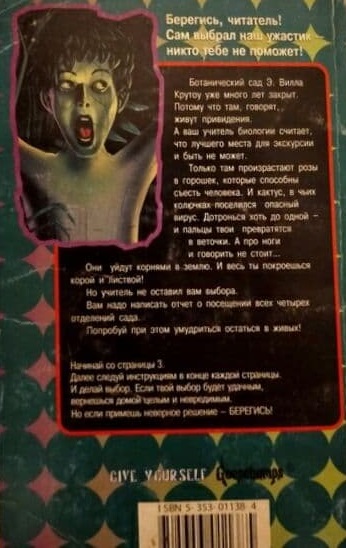 Берегись, читатель!
Сам выбрал наш ужастик –
никто тебе не поможет!
Ботанический сад Э. Вилла
Крутоу уже много лет закрыт.
Потому что там, говорят,
живут привидения.
А ваш учитель биологии считает,
что лучшего места для экскурсии
и быть не может.
Только там произрастают розы
в горошек, которые способны
съесть человека. И кактус, в чьих
колючках поселился опасный
вирус. Дотронься хоть до одной –
и пальцы твои превратятся
в веточки. А про ноги
и говорить не стоит...
Они уйдут корнями в землю. И весь ты покроешься
корой и листвой!
Но учитель не оставил вам выбора.
Вам надо написать отчет о посещении всех четырех
отделений сада.
Попробуй при этом умудриться остаться в живых!
Начинай со страницы 3.
Далее следуй инструкциям в конце каждой страницы.
И делай выбор. Если твой выбор будет удачным,
вернешься домой целым и невредимым.
Но если примешь неверное решение – БЕРЕГИСЬ!
GIVE YOURSELF Goosebumps
ISBN 5-353-01138-4